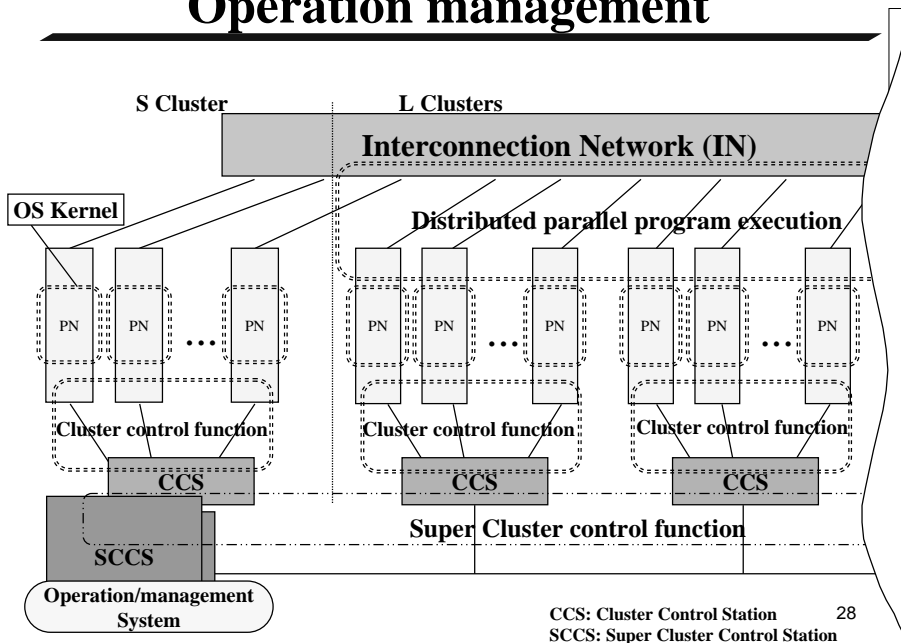 Operation management
S Cluster
L Clusters
Interconnection Network (IN)
OS Kernel
Distributed parallel program execution
PN PN ... PN PN PN ... PN PN PN ... PN
Cluster control function Cluster control function Cluster control function
CCS CCS CCS
Super Cluster control function
SCCS
Operation/management
System
CCS: Cluster Control Station
28
SCCS: Super Cluster Control Station